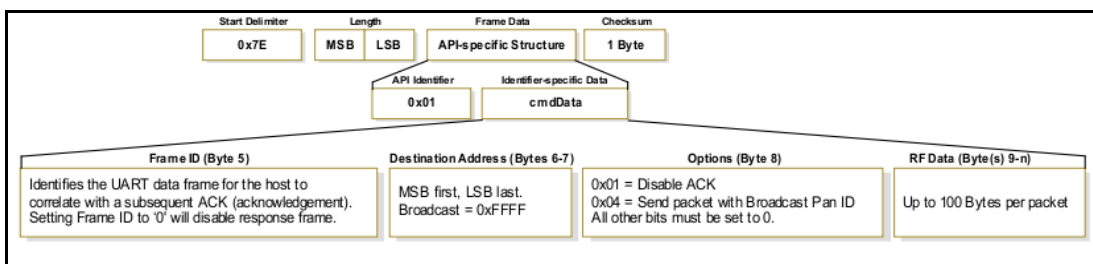 Start Delimiter
Length
Frame Data
Checksum
0x7E
MSB
LSB
API-specific Structure
1 Byte
API Identifier
Identifier-specific Data
0x01
cmdData
Frame ID (Byte 5)
Identifies the UART data frame for the host to
correlate with a subsequent ACK (acknowledgement).
Setting Frame ID to '0' will disable response frame.
Destination Address (Bytes 6-7)
MSB first, LSB last.
Broadcast = 0xFFFF
Options (Byte 8)
0x01 = Disable ACK
0x04 = Send packet with Broadcast Pan ID
All other bits must be set to 0.
RF Data (Byte(s) 9-n)
Up to 100 Bytes per packet